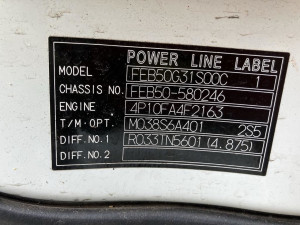 POWER LINE LABEL
MODEL FEB50G31S00C 1
CHASSIS NO. FEB50-580246
ENGINE 4P10FA4F2163
T/M·OPT. M038S6A401 2S5
DIFF. NO.1 R033TN5601 (4.875)
DIFF. NO.2